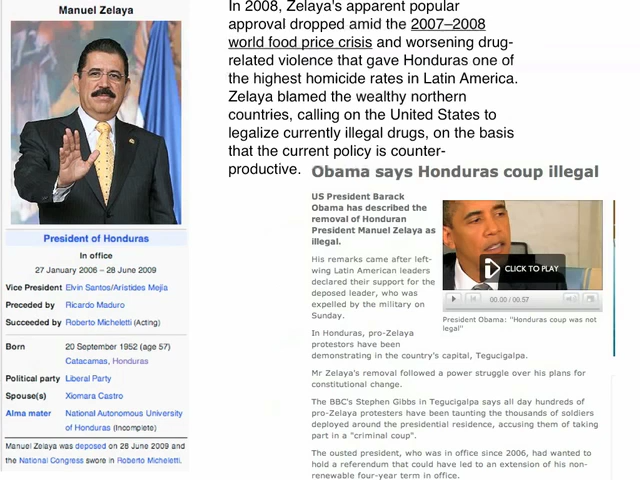 Manuel Zelaya
President of Honduras
In office
27 January 2006 – 28 June 2009
Vice President Elvin Santos/Aristides Mejía
Preceded by Ricardo Maduro
Succeeded by Roberto Micheletti (Acting)
Born 20 September 1952 (age 57)
Catacamas, Honduras
Political party Liberal Party
Spouse(s) Xiomara Castro
Alma mater National Autonomous University
of Honduras (Incomplete)
Manuel Zelaya was deposed on 28 June 2009 and
the National Congress swore in Roberto Micheletti.
In 2008, Zelaya's apparent popular
approval dropped amid the 2007–2008
world food price crisis and worsening drug-
related violence that gave Honduras one of
the highest homicide rates in Latin America.
Zelaya blamed the wealthy northern
countries, calling on the United States to
legalize currently illegal drugs, on the basis
that the current policy is counter-
productive.
Obama says Honduras coup illegal
US President Barack
Obama has described the
removal of Honduran
President Manuel Zelaya as
illegal.
His remarks came after left-
wing Latin American leaders
declared their support for the
deposed leader, who was
expelled by the military on
Sunday.
In Honduras, pro-Zelaya
protestors have been
demonstrating in the country's capital, Tegucigalpa.
CLICK TO PLAY
00.00 / 00.57
President Obama: "Honduras coup was not
legal"
Mr Zelaya's removal followed a power struggle over his plans for
constitutional change.
The BBC's Stephen Gibbs in Tegucigalpa says all day hundreds of
pro-Zelaya protesters have been taunting the thousands of soldiers
deployed around the presidential residence, accusing them of taking
part in a "criminal coup".
The ousted president, who was in office since 2006, had wanted to
hold a referendum that could have led to an extension of his non-
renewable four-year term in office.